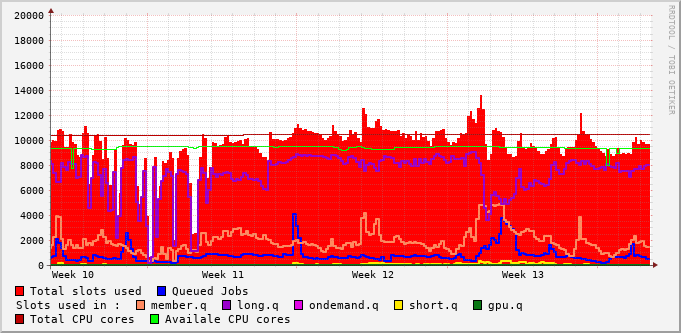 20000
18000
16000
14000
12000
10000
8000
6000
4000
2000
0
Week 10 Week 11 Week 12 Week 13
RRDTOOL / TOBI OETIKER
Total slots used Queued Jobs
Slots used in : member.q long.q ondemand.q short.q gpu.q
Total CPU cores Availale CPU cores